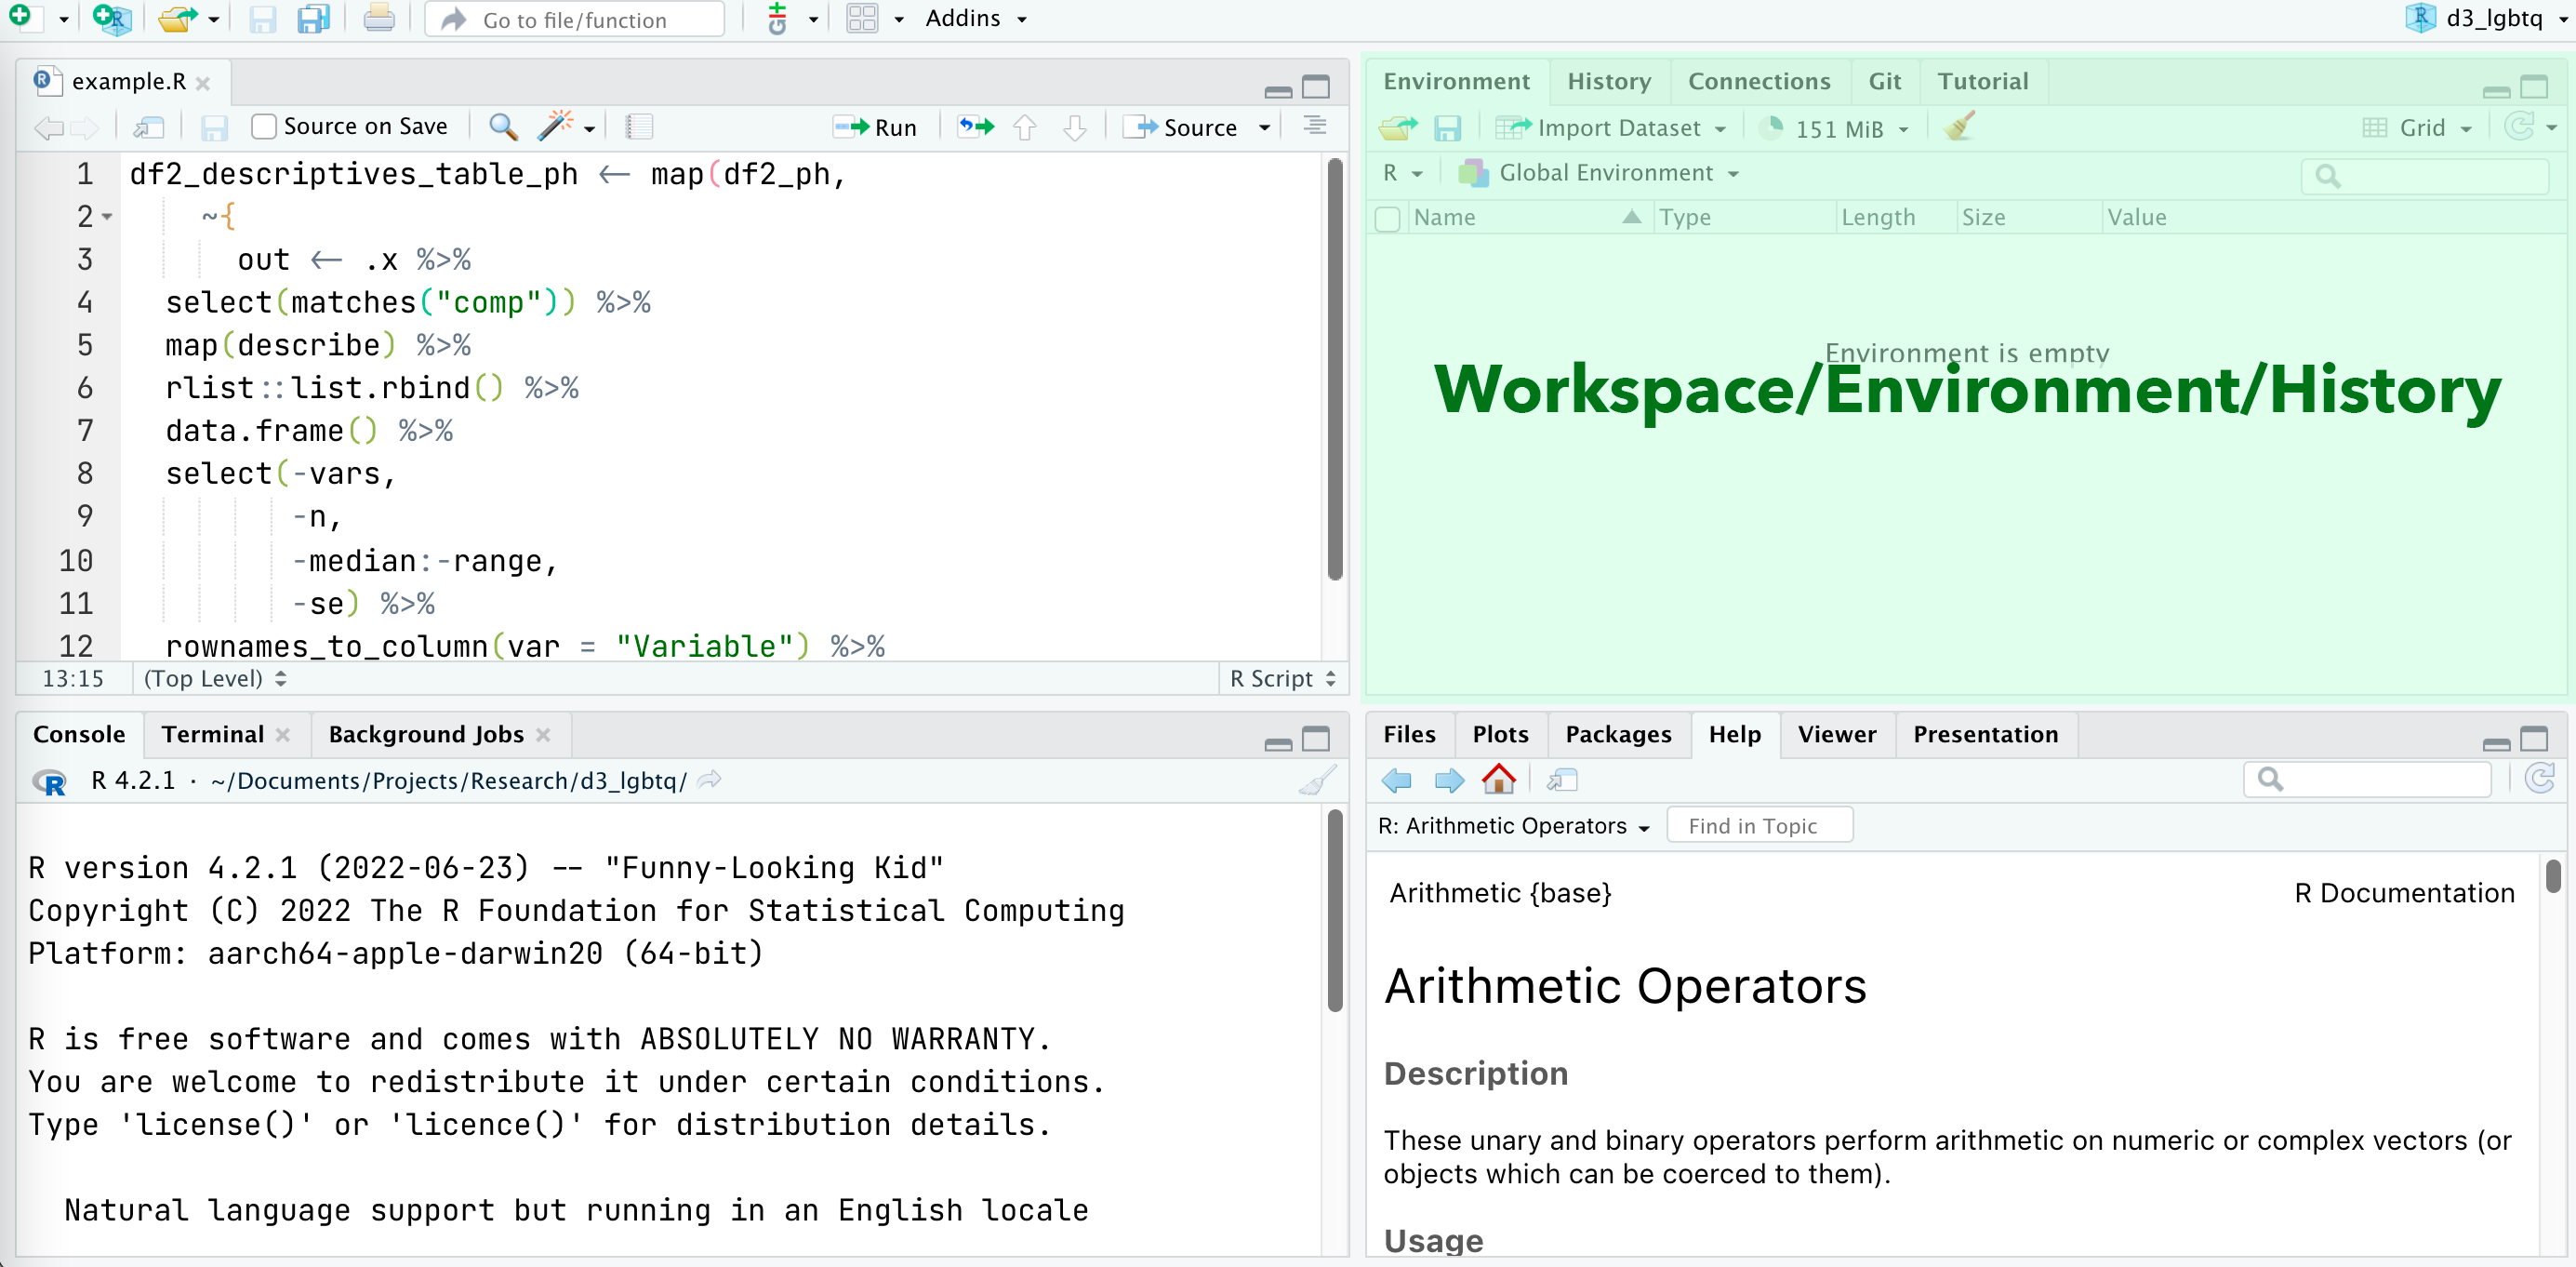 Go to file/function
Git
Addins
d3_lgbtq
example.R
Source on Save
Run
Source
1 df2_descriptives_table_ph <- map(df2_ph,
2 ~{
3 out <- .x %>%
4 select(matches("comp")) %>%
5 map(describe) %>%
6 rlist::list.rbind() %>%
7 data.frame() %>%
8 select(-vars,
9 -n,
10 -median:-range,
11 -se) %>%
12 rownames_to_column(var = "Variable") %>%
13:15 (Top Level) R Script
Environment History Connections Git Tutorial
Import Dataset 151 MiB Grid
R Global Environment
Name Type Length Size Value
Environment is empty
Workspace/Environment/History
Console Terminal Background Jobs
R 4.2.1 · ~/Documents/Projects/Research/d3_lgbtq/
R version 4.2.1 (2022-06-23) -- "Funny-Looking Kid"
Copyright (C) 2022 The R Foundation for Statistical Computing
Platform: aarch64-apple-darwin20 (64-bit)
R is free software and comes with ABSOLUTELY NO WARRANTY.
You are welcome to redistribute it under certain conditions.
Type 'license()' or 'licence()' for distribution details.
Natural language support but running in an English locale
Files Plots Packages Help Viewer Presentation
R: Arithmetic Operators Find in Topic
Arithmetic {base} R Documentation
Arithmetic Operators
Description
These unary and binary operators perform arithmetic on numeric or complex vectors (or
objects which can be coerced to them).
Usage